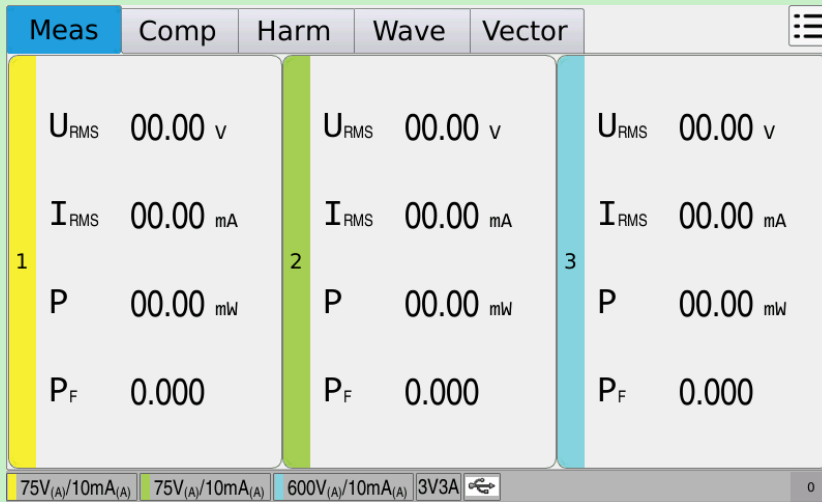 Meas Comp Harm Wave Vector
URMS 00.00 V URMS 00.00 V URMS 00.00 V
IRMS 00.00 mA IRMS 00.00 mA IRMS 00.00 mA
1 2 3
P 00.00 mW P 00.00 mW P 00.00 mW
PF 0.000 PF 0.000 PF 0.000
75V(A)/10mA(A) 75V(A)/10mA(A) 600V(A)/10mA(A) 3V3A 0